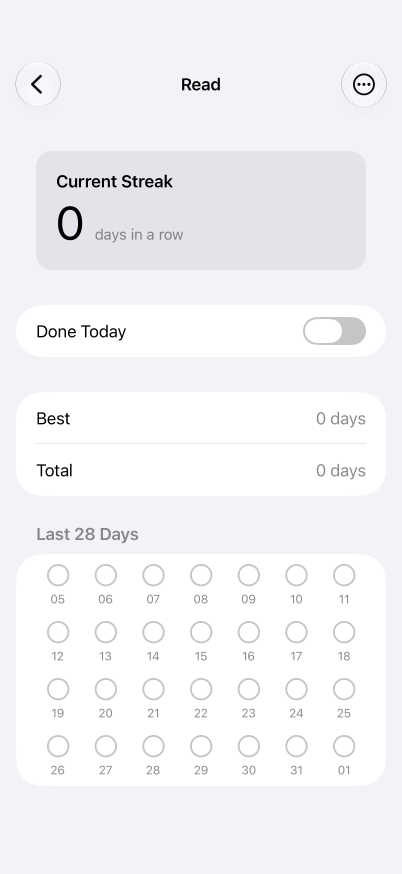 Read
Current Streak
0 days in a row
Done Today
Best 0 days
Total 0 days
Last 28 Days
05 06 07 08 09 10 11
12 13 14 15 16 17 18
19 20 21 22 23 24 25
26 27 28 29 30 31 01